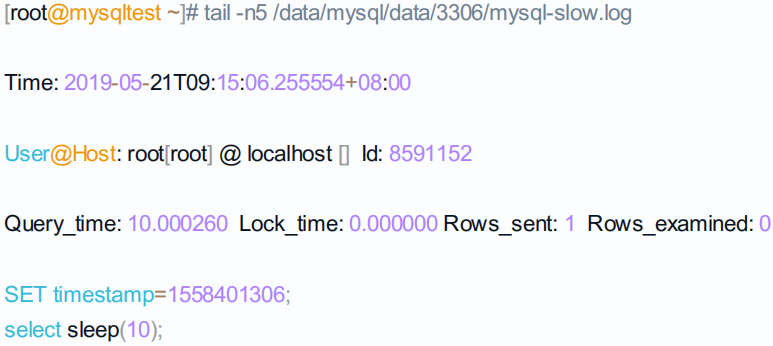 [root@mysqltest ~]# tail -n5 /data/mysql/data/3306/mysql-slow.log
Time: 2019-05-21T09:15:06.255554+08:00
User@Host: root[root] @ localhost [] Id: 8591152
Query_time: 10.000260 Lock_time: 0.000000 Rows_sent: 1 Rows_examined: 0
SET timestamp=1558401306;
select sleep(10);